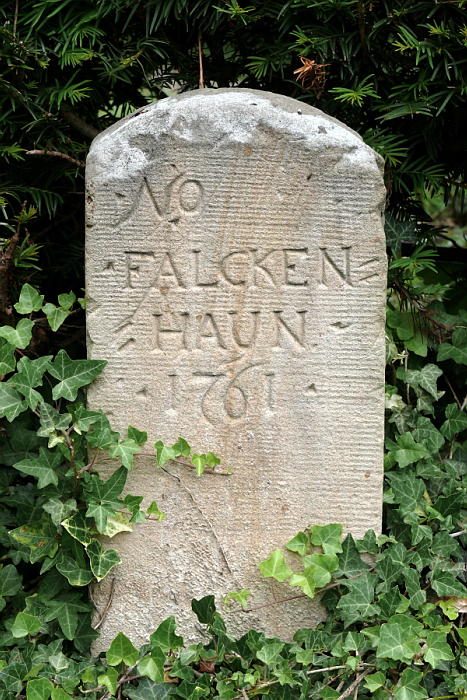 NO
FALCKEN=
HAUN
1761